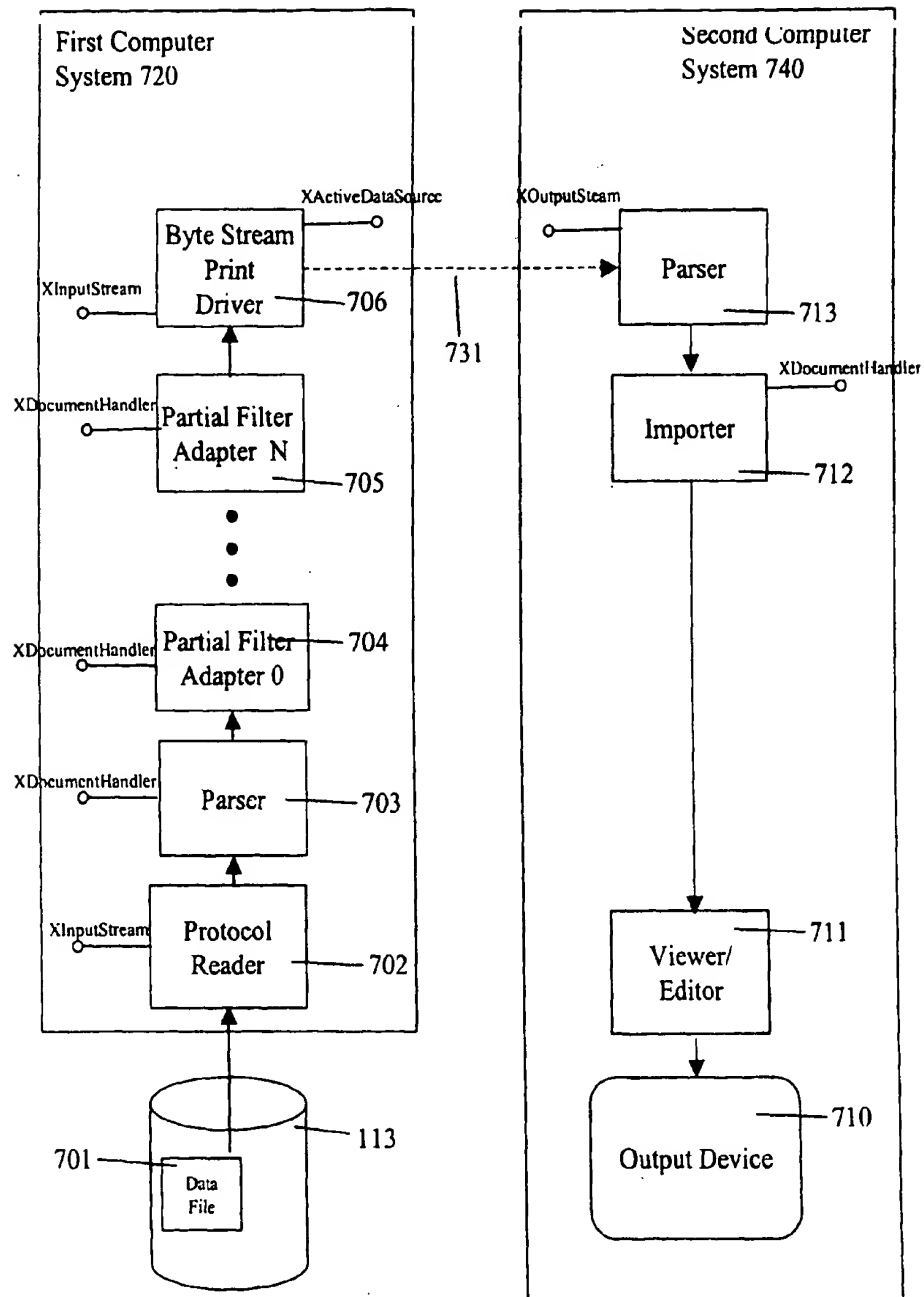 First Computer
System 720
Second Computer
System 740
XActiveDataSource
XOutputSteam
Byte Stream
Print
Driver
706
Parser
713
XInputStream
731
XDocumentHandler
XDocumentHandler
Partial Filter
Adapter N
705
Importer
712
704
XDocumentHandler
Partial Filter
Adapter 0
XDocumentHandler
Parser
703
XInputStream
Protocol
Reader
702
711
Viewer/
Editor
113
701
Data
File
710
Output Device